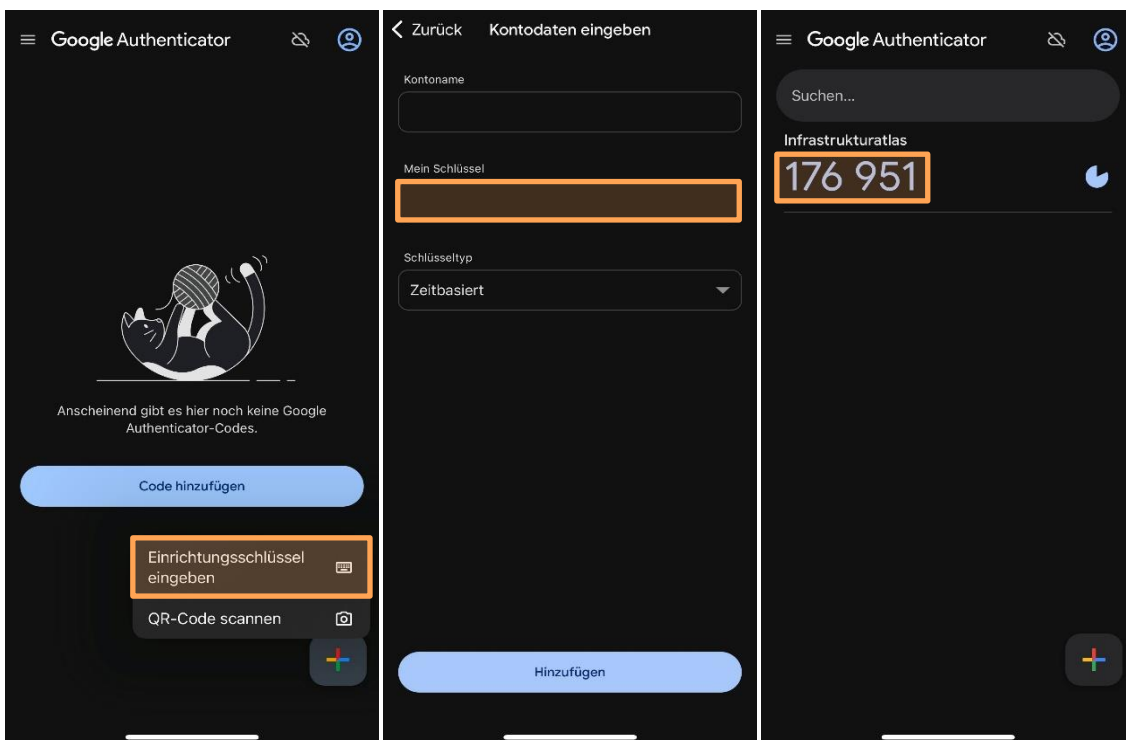 Google Authenticator
Anscheinend gibt es hier noch keine Google
Authenticator-Codes.
Code hinzufügen
Einrichtungsschlüssel
eingeben
QR-Code scannen
Zurück Kontodaten eingeben
Kontoname
Mein Schlüssel
Schlüsseltyp
Zeitbasiert
Hinzufügen
Google Authenticator
Suchen...
Infrastrukturatlas
176 951